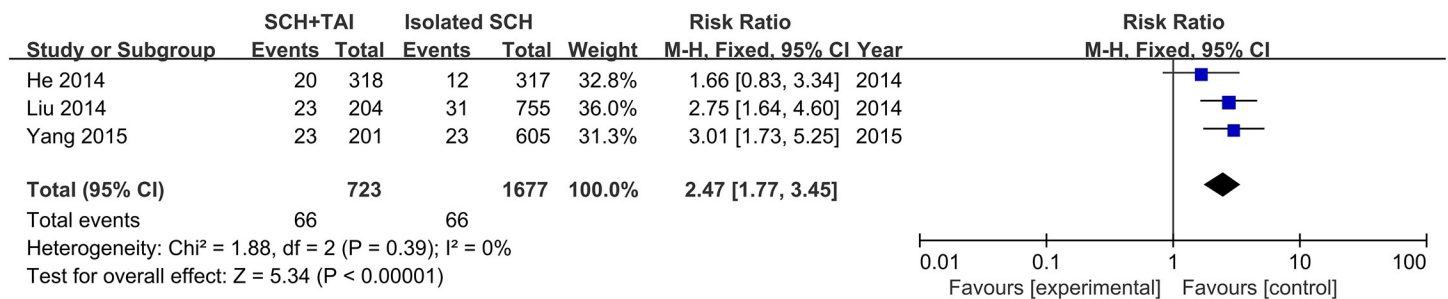 SCH+TAI Isolated SCH Risk Ratio Risk Ratio
Study or Subgroup Events Total Events Total Weight M-H, Fixed, 95% CI Year M-H, Fixed, 95% CI
He 2014 20 318 12 317 32.8% 1.66 [0.83, 3.34] 2014
Liu 2014 23 204 31 755 36.0% 2.75 [1.64, 4.60] 2014
Yang 2015 23 201 23 605 31.3% 3.01 [1.73, 5.25] 2015
Total (95% CI) 723 1677 100.0% 2.47 [1.77, 3.45]
Total events 66 66
Heterogeneity: Chi² = 1.88, df = 2 (P = 0.39); I² = 0%
Test for overall effect: Z = 5.34 (P < 0.00001)
0.01 0.1 1 10 100
Favours [experimental] Favours [control]